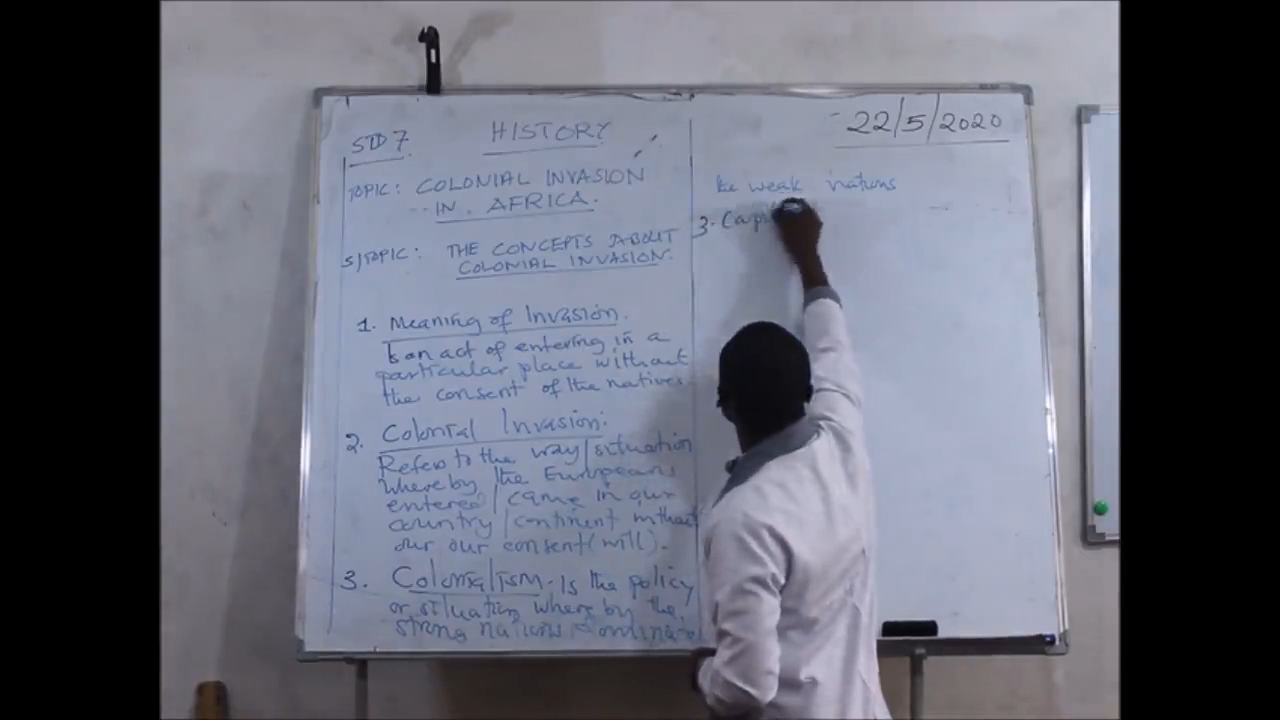 STD 7
HISTORY
22/5/2020
TOPIC: COLONIAL INVASION
IN AFRICA.
S/TOPIC: THE CONCEPTS ABOUT
COLONIAL INVASION.
1. Meaning of Invasion.
Is an act of entering in a
particular place without
the consent of the natives
2. Colonial Invasion:
Refers to the way/situation
whereby the Europeans
entered/came in our
country/continent without
our our consent (will).
3. Colonialism - Is the policy
or situation where by the
strong nations dominate
the weak nations
3. Cap